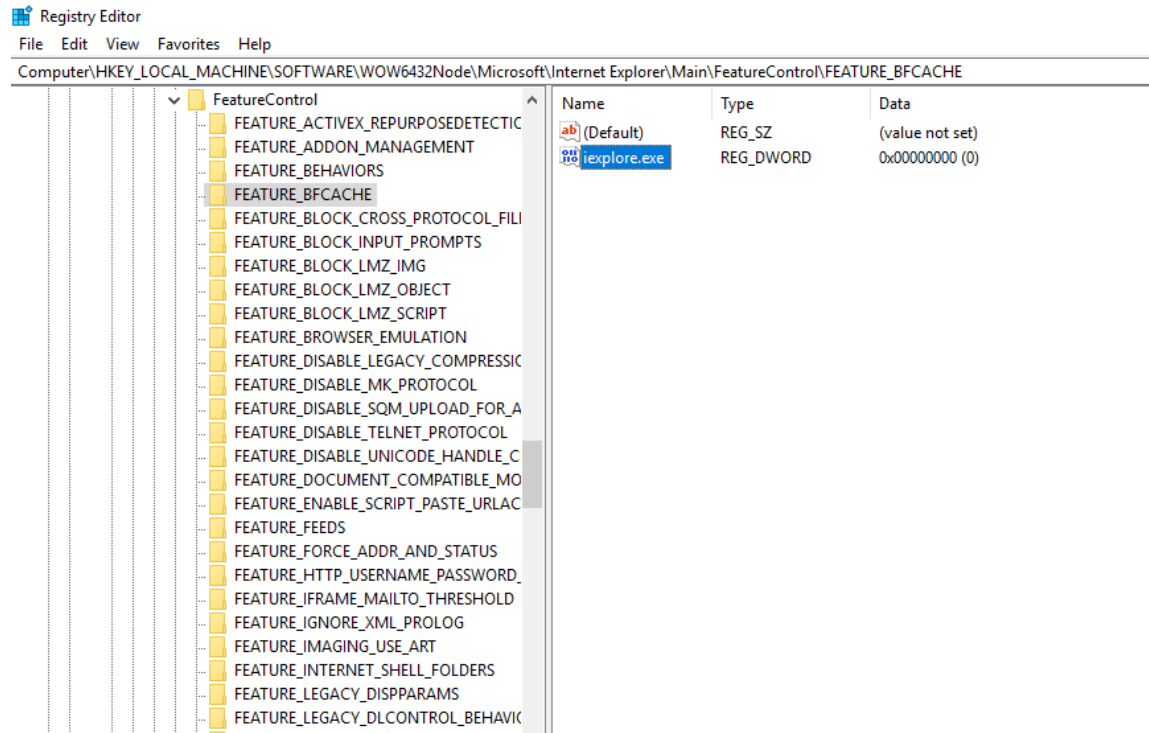 Registry Editor
File Edit View Favorites Help
Computer\HKEY_LOCAL_MACHINE\SOFTWARE\WOW6432Node\Microsoft\Internet Explorer\Main\FeatureControl\FEATURE_BFCACHE
FeatureControl
FEATURE_ACTIVEX_REPURPOSEDETECTIC
FEATURE_ADDON_MANAGEMENT
FEATURE_BEHAVIORS
FEATURE_BFCACHE
FEATURE_BLOCK_CROSS_PROTOCOL_FIL
FEATURE_BLOCK_INPUT_PROMPTS
FEATURE_BLOCK_LMZ_IMG
FEATURE_BLOCK_LMZ_OBJECT
FEATURE_BLOCK_LMZ_SCRIPT
FEATURE_BROWSER_EMULATION
FEATURE_DISABLE_LEGACY_COMPRESSIC
FEATURE_DISABLE_MK_PROTOCOL
FEATURE_DISABLE_SQM_UPLOAD_FOR_A
FEATURE_DISABLE_TELNET_PROTOCOL
FEATURE_DISABLE_UNICODE_HANDLE_C
FEATURE_DOCUMENT_COMPATIBLE_MO
FEATURE_ENABLE_SCRIPT_PASTE_URLAC
FEATURE_FEEDS
FEATURE_FORCE_ADDR_AND_STATUS
FEATURE_HTTP_USERNAME_PASSWORD_
FEATURE_IFRAME_MAILTO_THRESHOLD
FEATURE_IGNORE_XML_PROLOG
FEATURE_IMAGING_USE_ART
FEATURE_INTERNET_SHELL_FOLDERS
FEATURE_LEGACY_DISPPARAMS
FEATURE_LEGACY_DLCONTROL_BEHAVIC
Name Type Data
(Default) REG_SZ (value not set)
iexplore.exe REG_DWORD 0x00000000 (0)